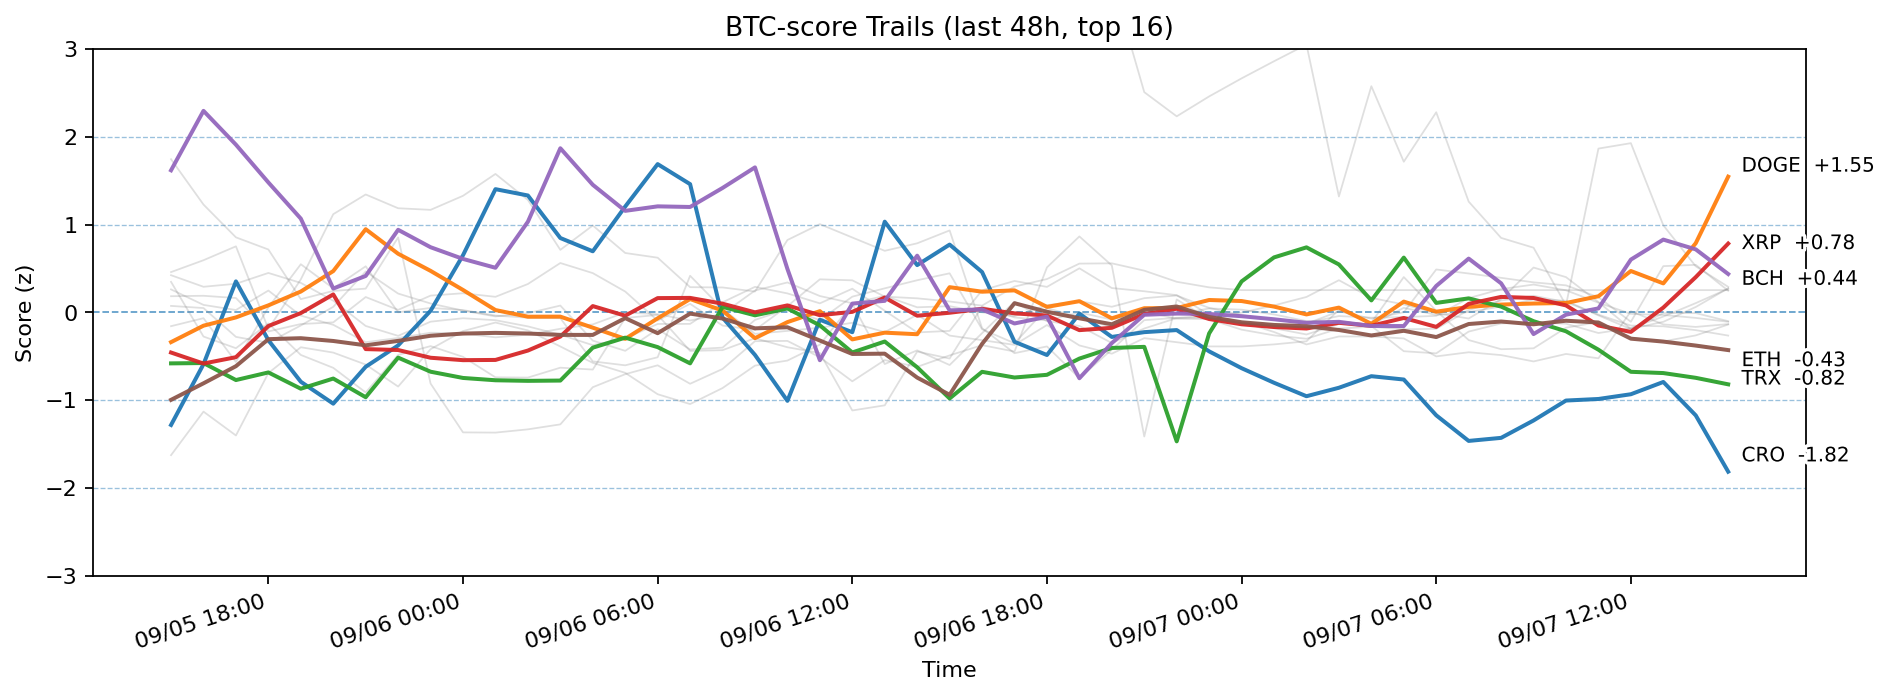 BTC-score Trails (last 48h, top 16)
3
2
1
0
−1
−2
−3
Score (z)
DOGE +1.55
XRP +0.78
BCH +0.44
ETH -0.43
TRX -0.82
CRO -1.82
09/05 18:00
09/06 00:00
09/06 06:00
09/06 12:00
09/06 18:00
09/07 00:00
09/07 06:00
09/07 12:00
Time